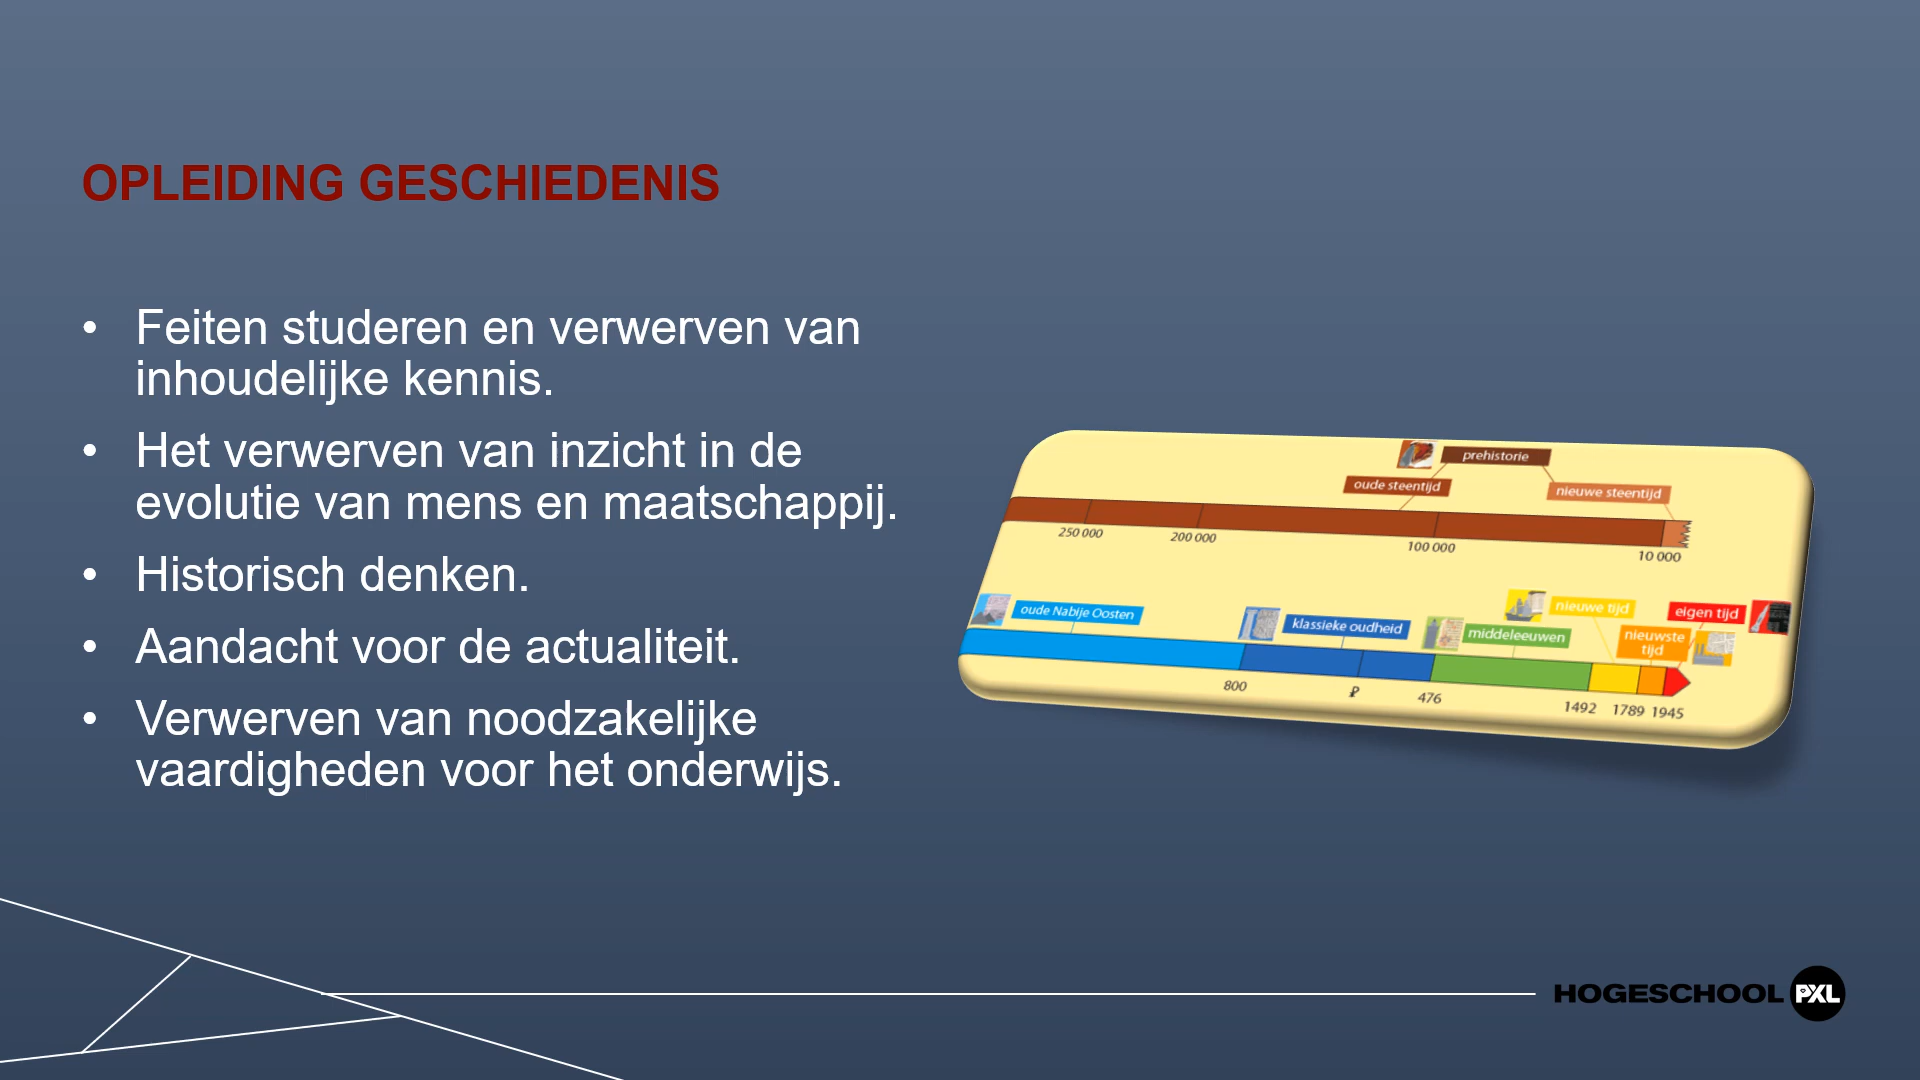 OPLEIDING GESCHIEDENIS
• Feiten studeren en verwerven van
inhoudelijke kennis.
• Het verwerven van inzicht in de
evolutie van mens en maatschappij.
• Historisch denken.
• Aandacht voor de actualiteit.
• Verwerven van noodzakelijke
vaardigheden voor het onderwijs.
prehistorie
oude steentijd
nieuwe steentijd
250 000
200 000
100 000
10 000
oude Nabije Oosten
klassieke oudheid
middeleeuwen
nieuwe tijd
nieuwste
tijd
eigen tijd
800
476
1492
1789
1945
HOGESCHOOL PXL